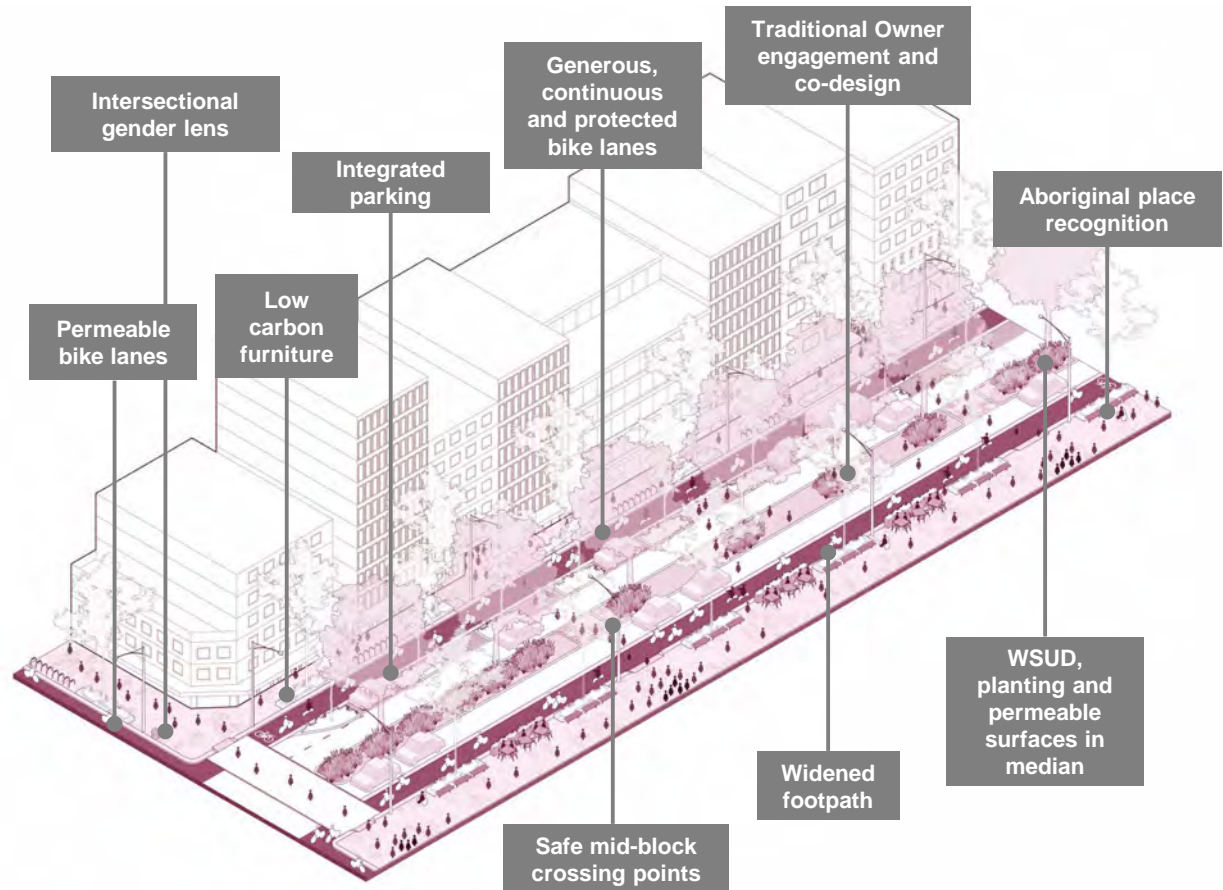 Traditional Owner
engagement and
co-design
Generous,
continuous
and protected
bike lanes
Intersectional
gender lens
Integrated
parking
Aboriginal place
recognition
Low
carbon
furniture
Permeable
bike lanes
WSUD,
planting and
permeable
surfaces in
median
Widened
footpath
Safe mid-block
crossing points